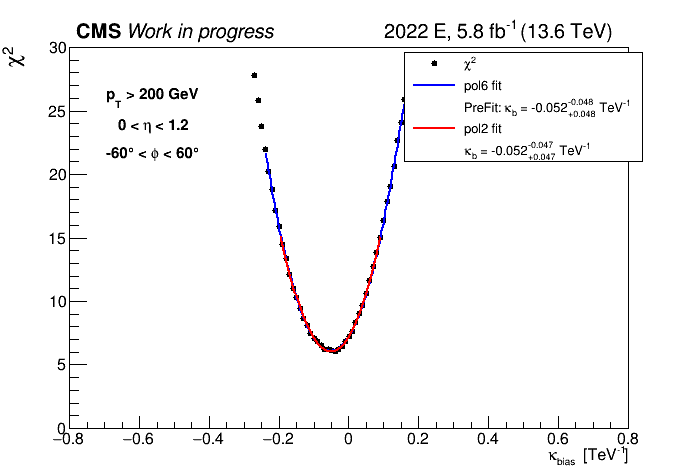 CMS Work in progress
2022 E, 5.8 fb⁻¹ (13.6 TeV)
χ²
30
25
20
15
10
5
0
p_T > 200 GeV
0 < η < 1.2
-60° < ϕ < 60°
χ²
pol6 fit
PreFit: κ_b = -0.052^{-0.048}_{+0.048} TeV⁻¹
pol2 fit
κ_b = -0.052^{-0.047}_{+0.047} TeV⁻¹
−0.8 −0.6 −0.4 −0.2 0 0.2 0.4 0.6 0.8
κ_bias [TeV⁻¹]